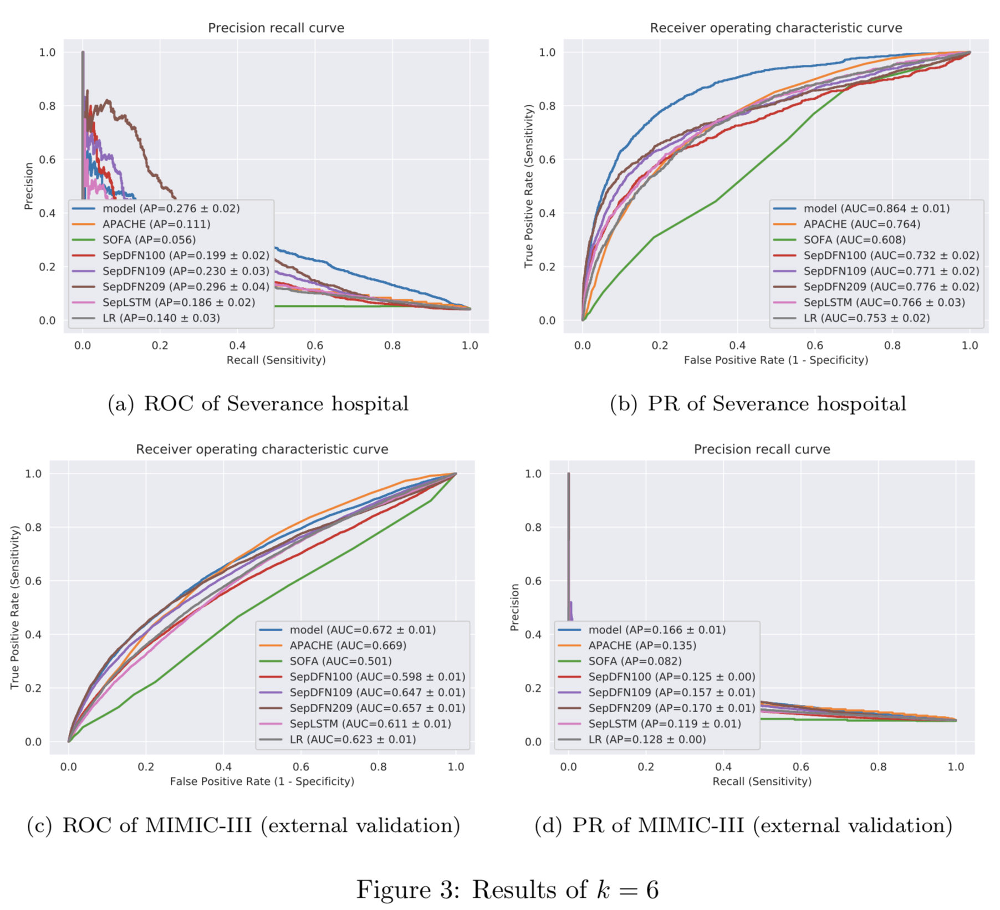 Precision recall curve
1.0
0.8
0.6
0.4
0.2
0.0
Precision
model (AP=0.276 ± 0.02)
APACHE (AP=0.111)
SOFA (AP=0.056)
SepDFN100 (AP=0.199 ± 0.02)
SepDFN109 (AP=0.230 ± 0.03)
SepDFN209 (AP=0.296 ± 0.04)
SepLSTM (AP=0.186 ± 0.02)
LR (AP=0.140 ± 0.03)
0.0 0.2 0.4 0.6 0.8 1.0
Recall (Sensitivity)
(a) ROC of Severance hospital
Receiver operating characteristic curve
1.0
0.8
0.6
0.4
0.2
0.0
True Positive Rate (Sensitivity)
model (AUC=0.864 ± 0.01)
APACHE (AUC=0.764)
SOFA (AUC=0.608)
SepDFN100 (AUC=0.732 ± 0.02)
SepDFN109 (AUC=0.771 ± 0.02)
SepDFN209 (AUC=0.776 ± 0.02)
SepLSTM (AUC=0.766 ± 0.03)
LR (AUC=0.753 ± 0.02)
0.0 0.2 0.4 0.6 0.8 1.0
False Positive Rate (1 - Specificity)
(b) PR of Severance hospoital
Receiver operating characteristic curve
1.0
0.8
0.6
0.4
0.2
0.0
True Positive Rate (Sensitivity)
model (AUC=0.672 ± 0.01)
APACHE (AUC=0.669)
SOFA (AUC=0.501)
SepDFN100 (AUC=0.598 ± 0.01)
SepDFN109 (AUC=0.647 ± 0.01)
SepDFN209 (AUC=0.657 ± 0.01)
SepLSTM (AUC=0.611 ± 0.01)
LR (AUC=0.623 ± 0.01)
0.0 0.2 0.4 0.6 0.8 1.0
False Positive Rate (1 - Specificity)
(c) ROC of MIMIC-III (external validation)
Precision recall curve
1.0
0.8
0.6
0.4
0.2
0.0
Precision
model (AP=0.166 ± 0.01)
APACHE (AP=0.135)
SOFA (AP=0.082)
SepDFN100 (AP=0.125 ± 0.00)
SepDFN109 (AP=0.157 ± 0.01)
SepDFN209 (AP=0.170 ± 0.01)
SepLSTM (AP=0.119 ± 0.01)
LR (AP=0.128 ± 0.00)
0.0 0.2 0.4 0.6 0.8 1.0
Recall (Sensitivity)
(d) PR of MIMIC-III (external validation)
Figure 3: Results of k = 6